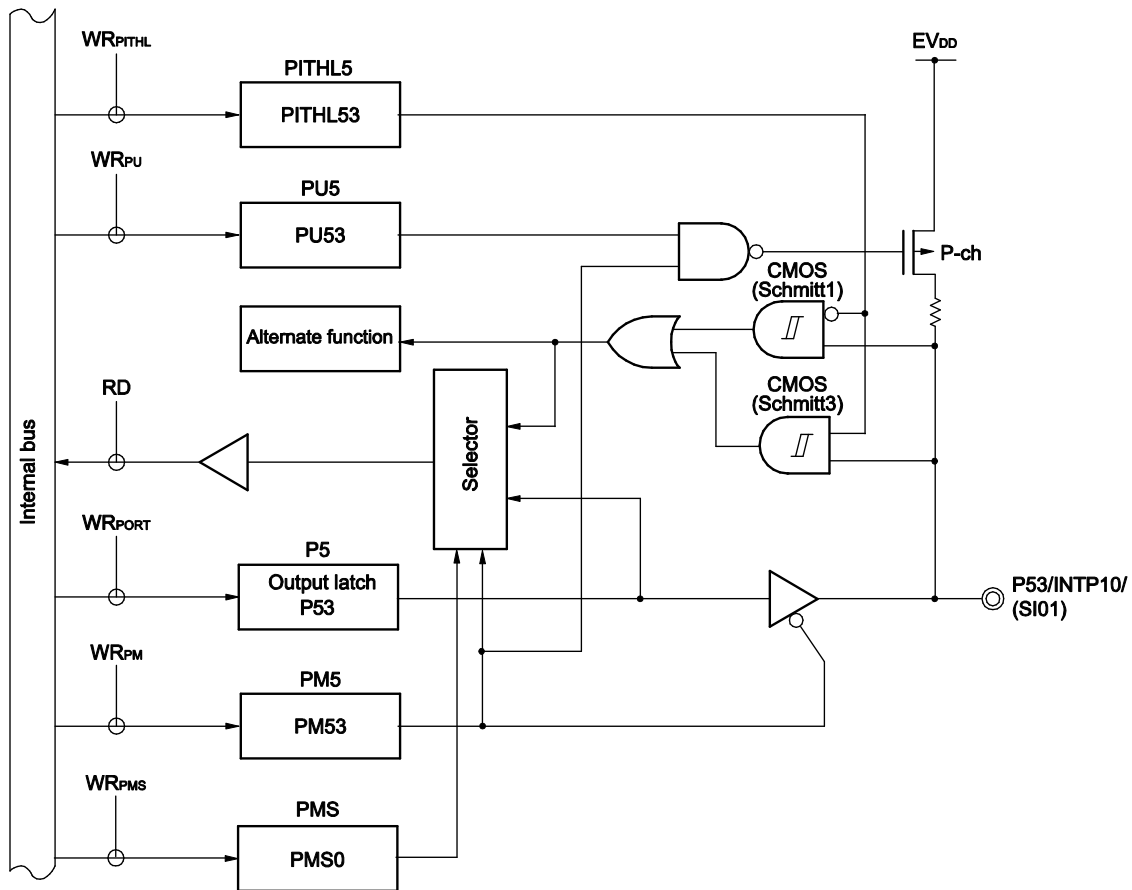 WRPITHL
EVDD
PITHL5
PITHL53
WRPU
PU5
PU53
P-ch
CMOS
(Schmitt1)
Alternate function
CMOS
(Schmitt3)
RD
Selector
Internal bus
WRPORT
P5
Output latch
P53
P53/INTP10/
(SI01)
WRPM
PM5
PM53
WRPMS
PMS
PMS0